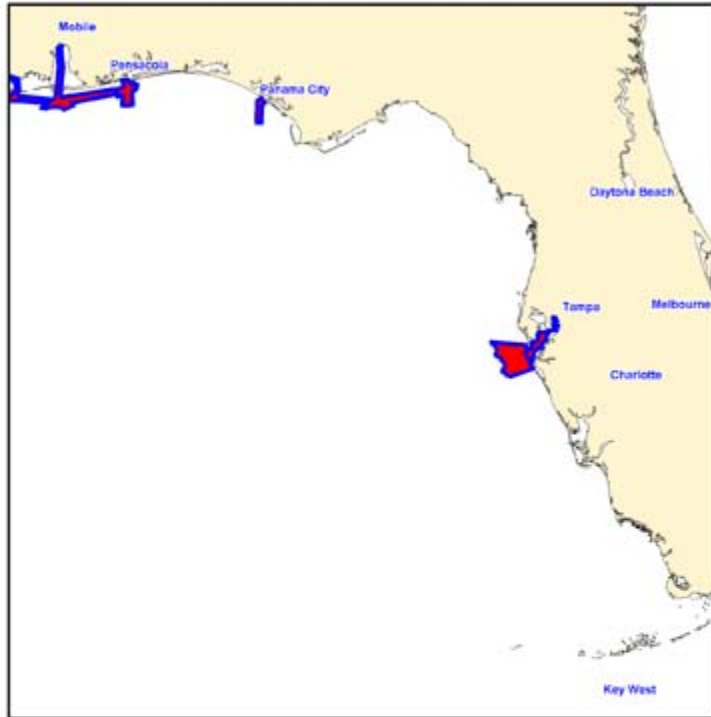 Mobile
Pensacola
Panama City
Daytona Beach
Tampa
Melbourne
Charlotte
Key West